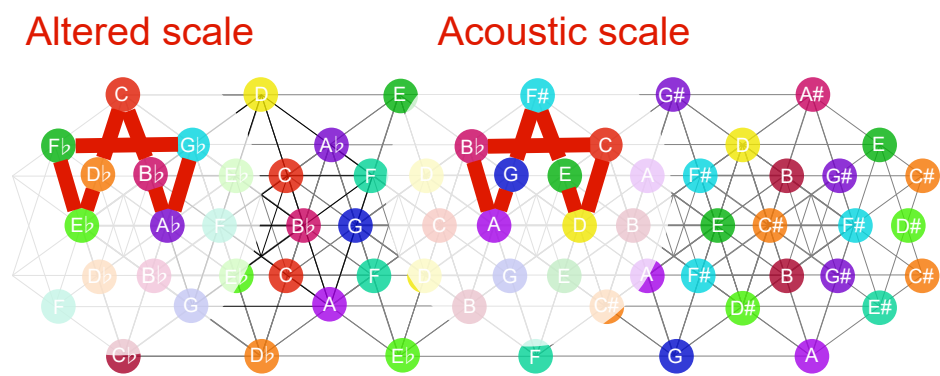 Altered scale Acoustic scale
C D E F# G# A#
F♭ G♭ A♭ B♭ C D E
D♭ B♭ E♭ C F D G E A F# B G# C#
E♭ A♭ F B♭ G C A D B E C# F# D#
D♭ B♭ E♭ C F D G E A F# B G# C#
F G A B C# D# E#
C♭ D♭ E♭ F G A